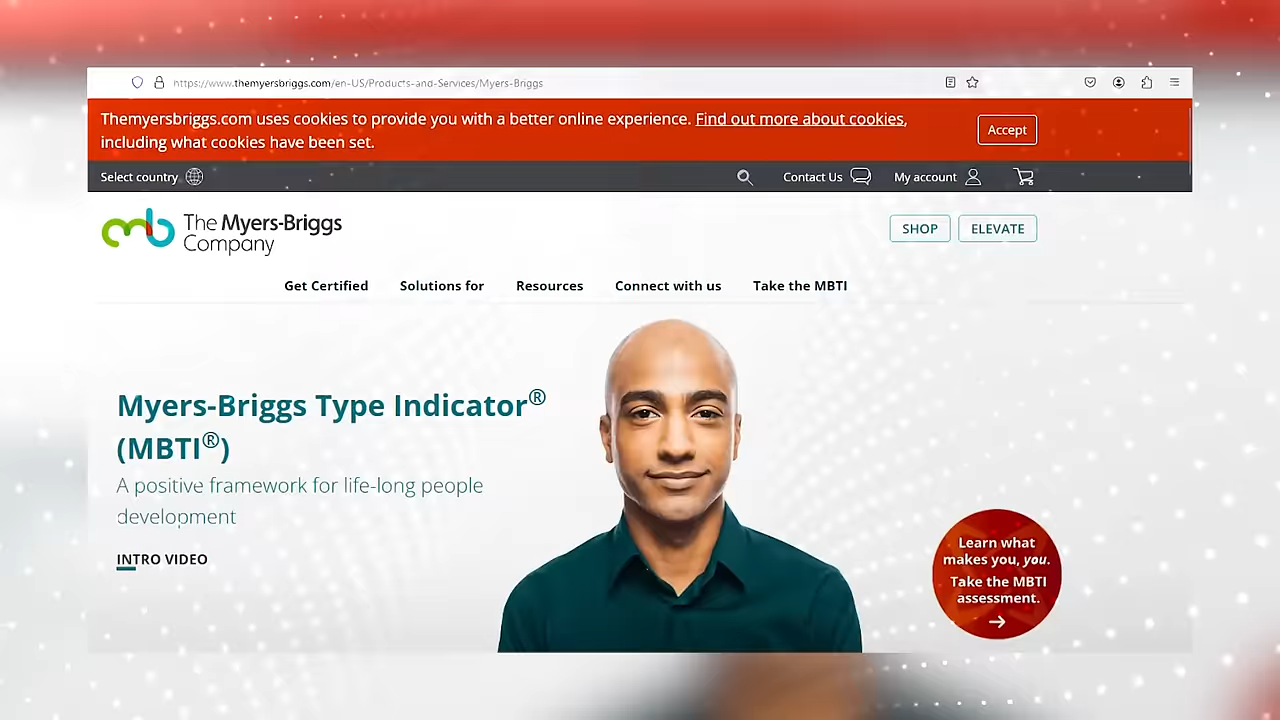 https://www.themyersbriggs.com/en-US/Products-and-Services/Myers-Briggs
Themyersbriggs.com uses cookies to provide you with a better online experience. Find out more about cookies,
including what cookies have been set.
Accept
Select country
Contact Us
My account
The Myers-Briggs
Company
SHOP
ELEVATE
Get Certified
Solutions for
Resources
Connect with us
Take the MBTI
Myers-Briggs Type Indicator®
(MBTI®)
A positive framework for life-long people
development
INTRO VIDEO
Learn what
makes you, you.
Take the MBTI
assessment.